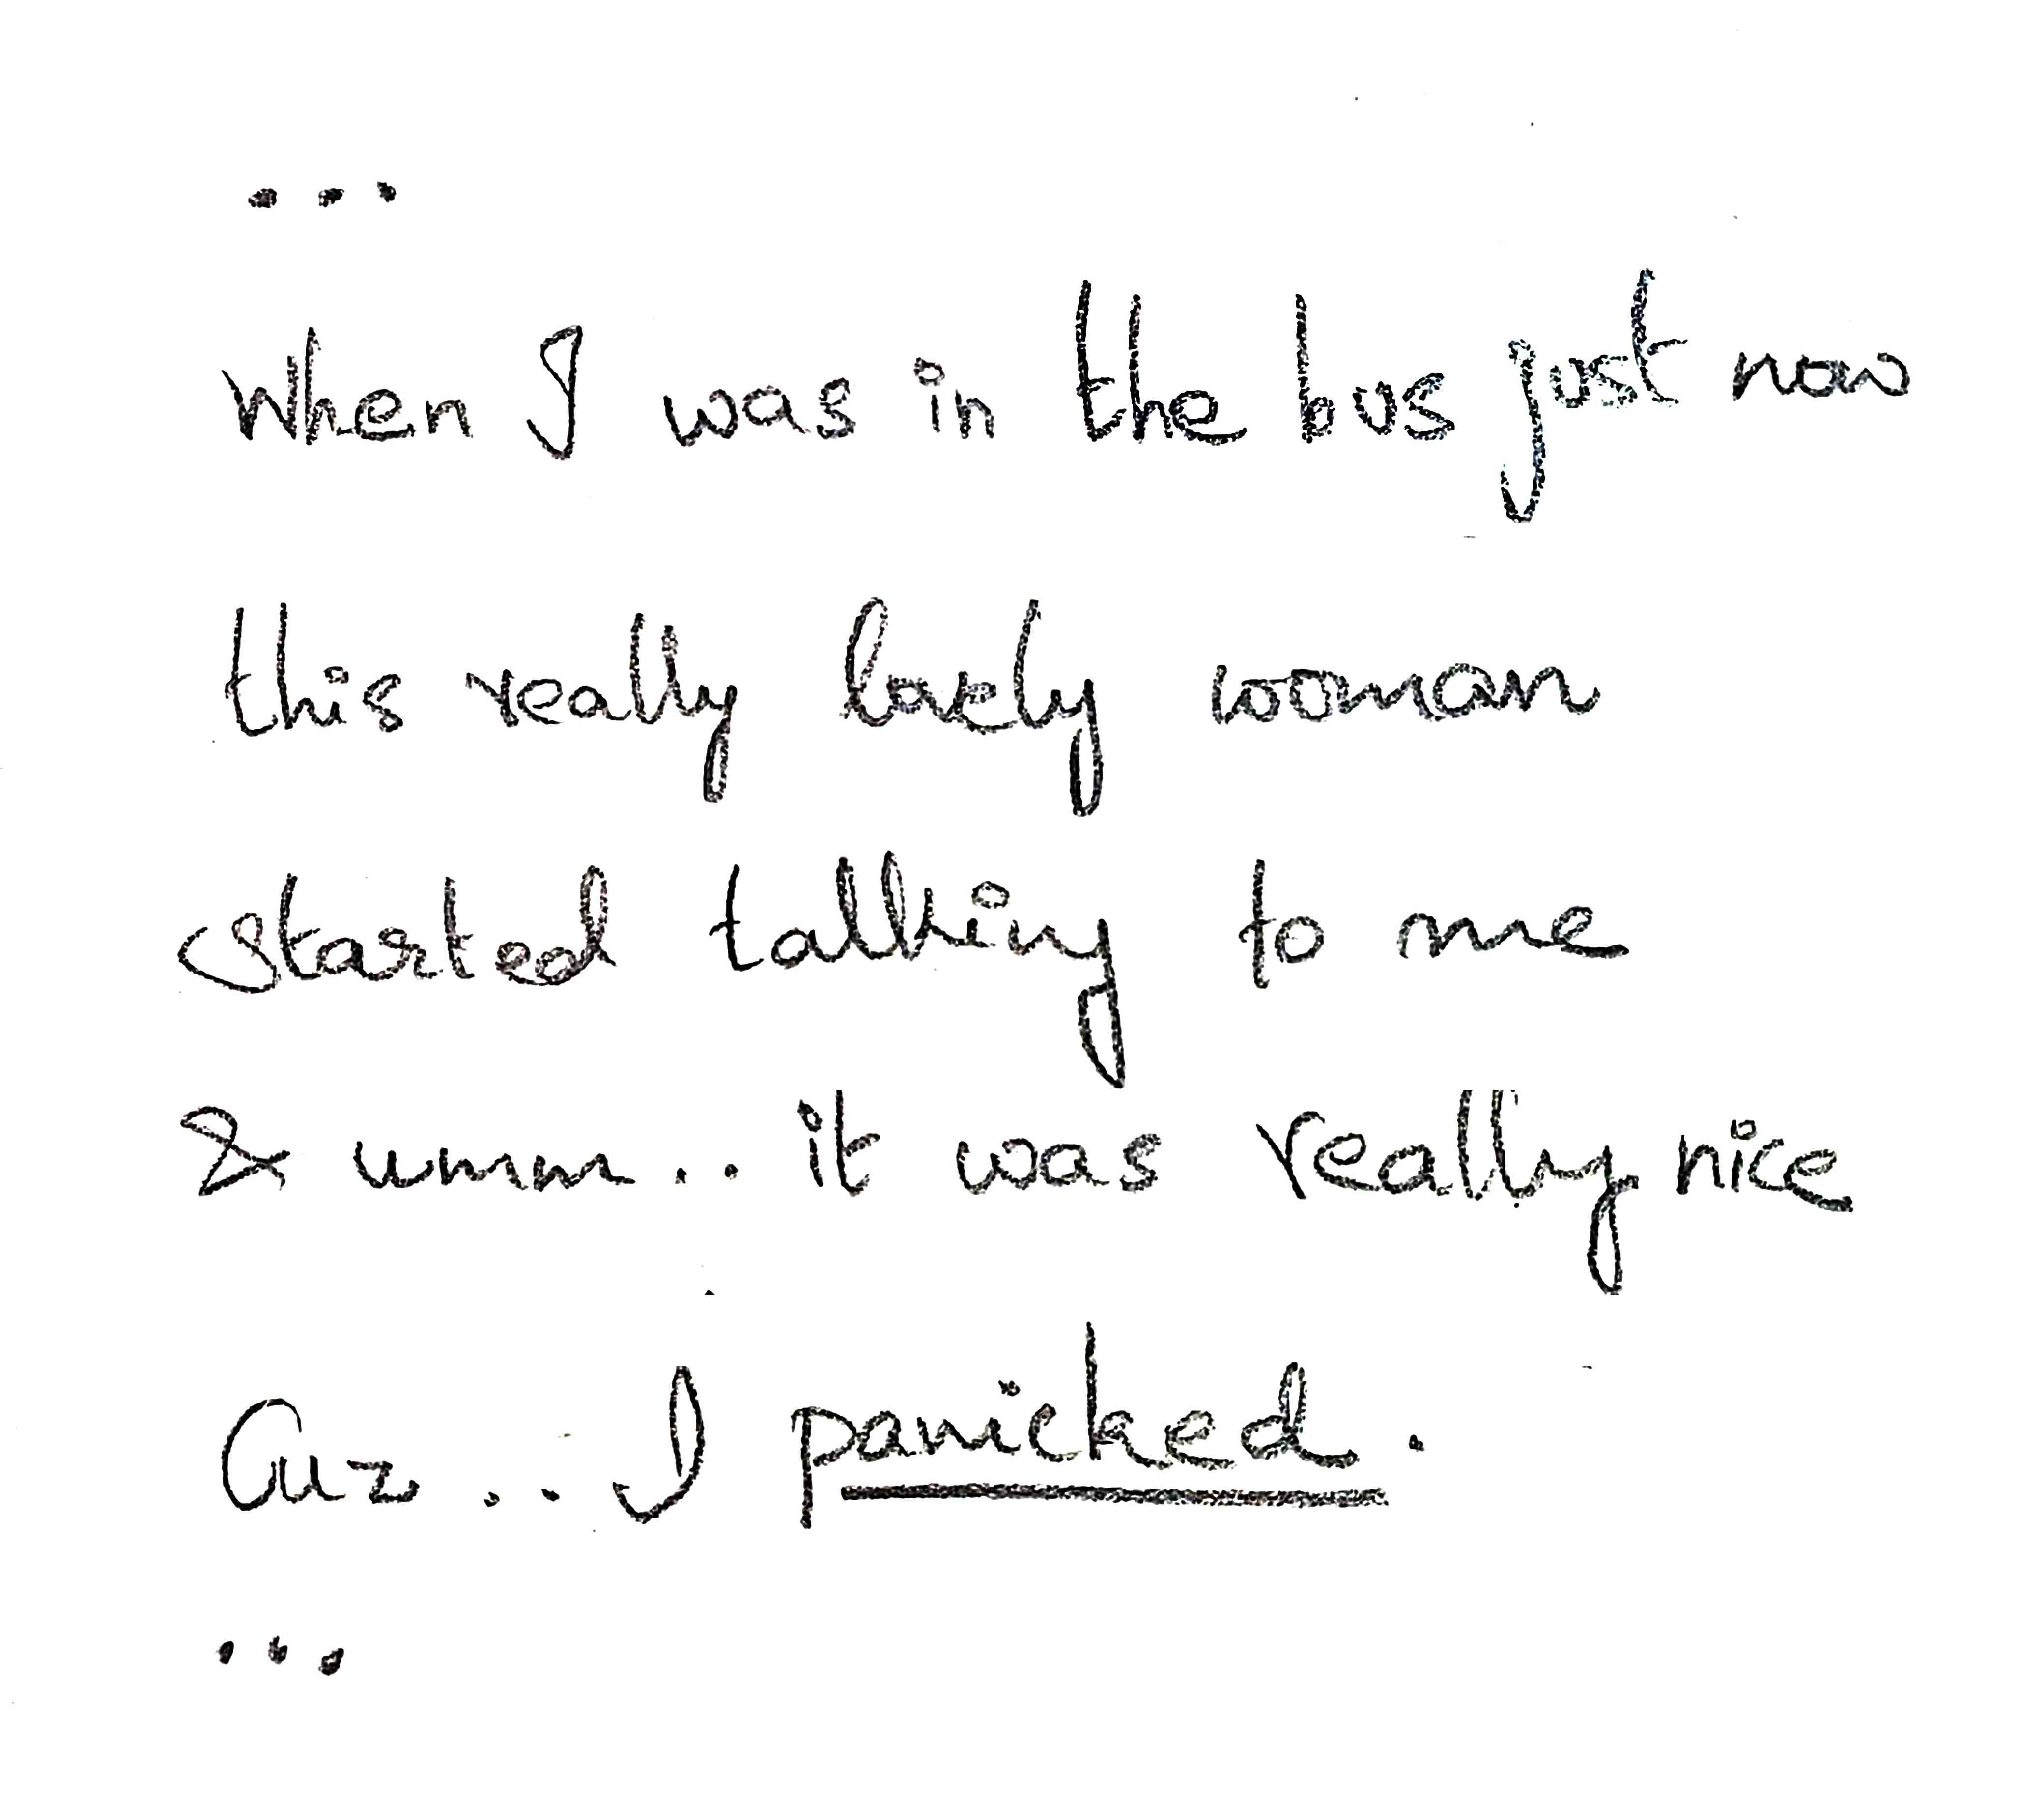 ...
When I was in the bus just now
this really lovely woman
started talking to me
& umm.. it was really nice
Cuz... I panicked.
...